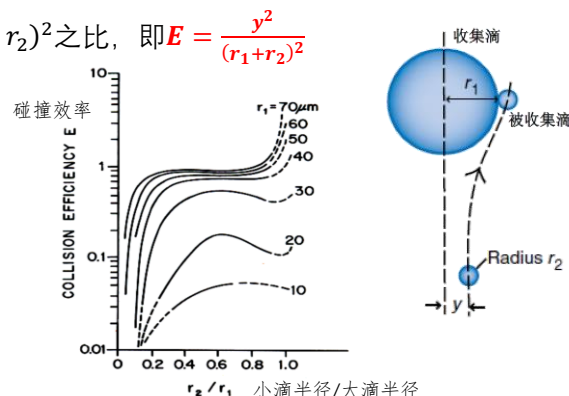 r₂)²之比，即E = y²/(r₁+r₂)²
碰撞效率
COLLISION EFFICIENCY E
10
1
0.1
0.01
r₁=70μm
60
50
40
30
20
10
0 0.2 0.4 0.6 0.8 1.0
r₂/r₁ 小滴半径/大滴半径
收集滴
r₁
被收集滴
Radius r₂
y